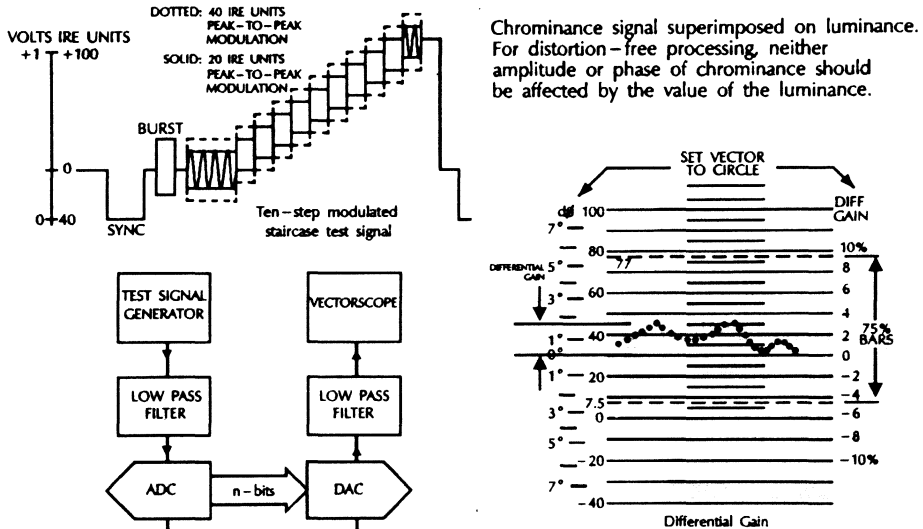 DOTTED: 40 IRE UNITS
PEAK-TO-PEAK
MODULATION
SOLID: 20 IRE UNITS
PEAK-TO-PEAK
MODULATION
VOLTS IRE UNITS
+1 +100
0
0 -40
BURST
SYNC
Ten-step modulated
staircase test signal
Chrominance signal superimposed on luminance.
For distortion-free processing, neither
amplitude or phase of chrominance should
be affected by the value of the luminance.
TEST SIGNAL
GENERATOR
VECTORSCOPE
LOW PASS
FILTER
LOW PASS
FILTER
ADC
n-bits
DAC
SET VECTOR
TO CIRCLE
DIFF
GAIN
dφ 100
7°
80 10%
77
5° 8
DIFFERENTIAL
GAIN
60 6
3°
4
1° 40 2
75%
BARS
0° 0
1° 20 -2
-4
7.5
3° 0 -6
5° -8
-20 -10%
7°
-40
Differential Gain